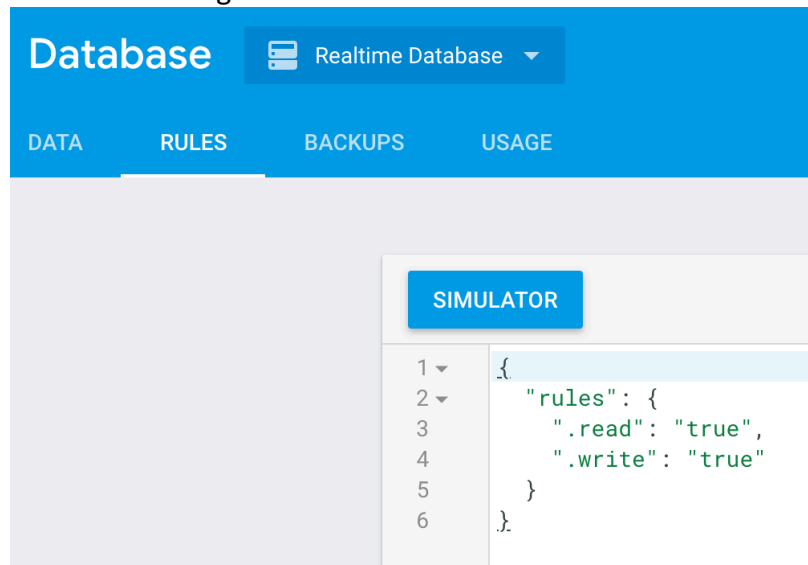 Database Realtime Database
DATA RULES BACKUPS USAGE
SIMULATOR
1 {
2 "rules": {
3 ".read": "true",
4 ".write": "true"
5 }
6 }